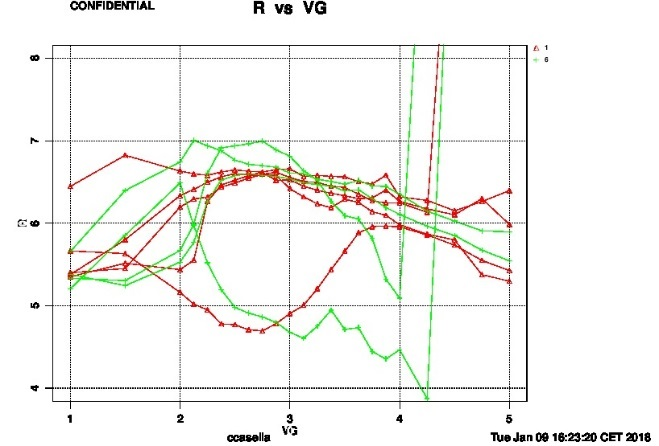 CONFIDENTIAL
R vs VG
1
6
8
7
6
5
4
R
1 2 3 4 5
VG
ccasella
Tue Jan 09 16:23:20 CET 2018